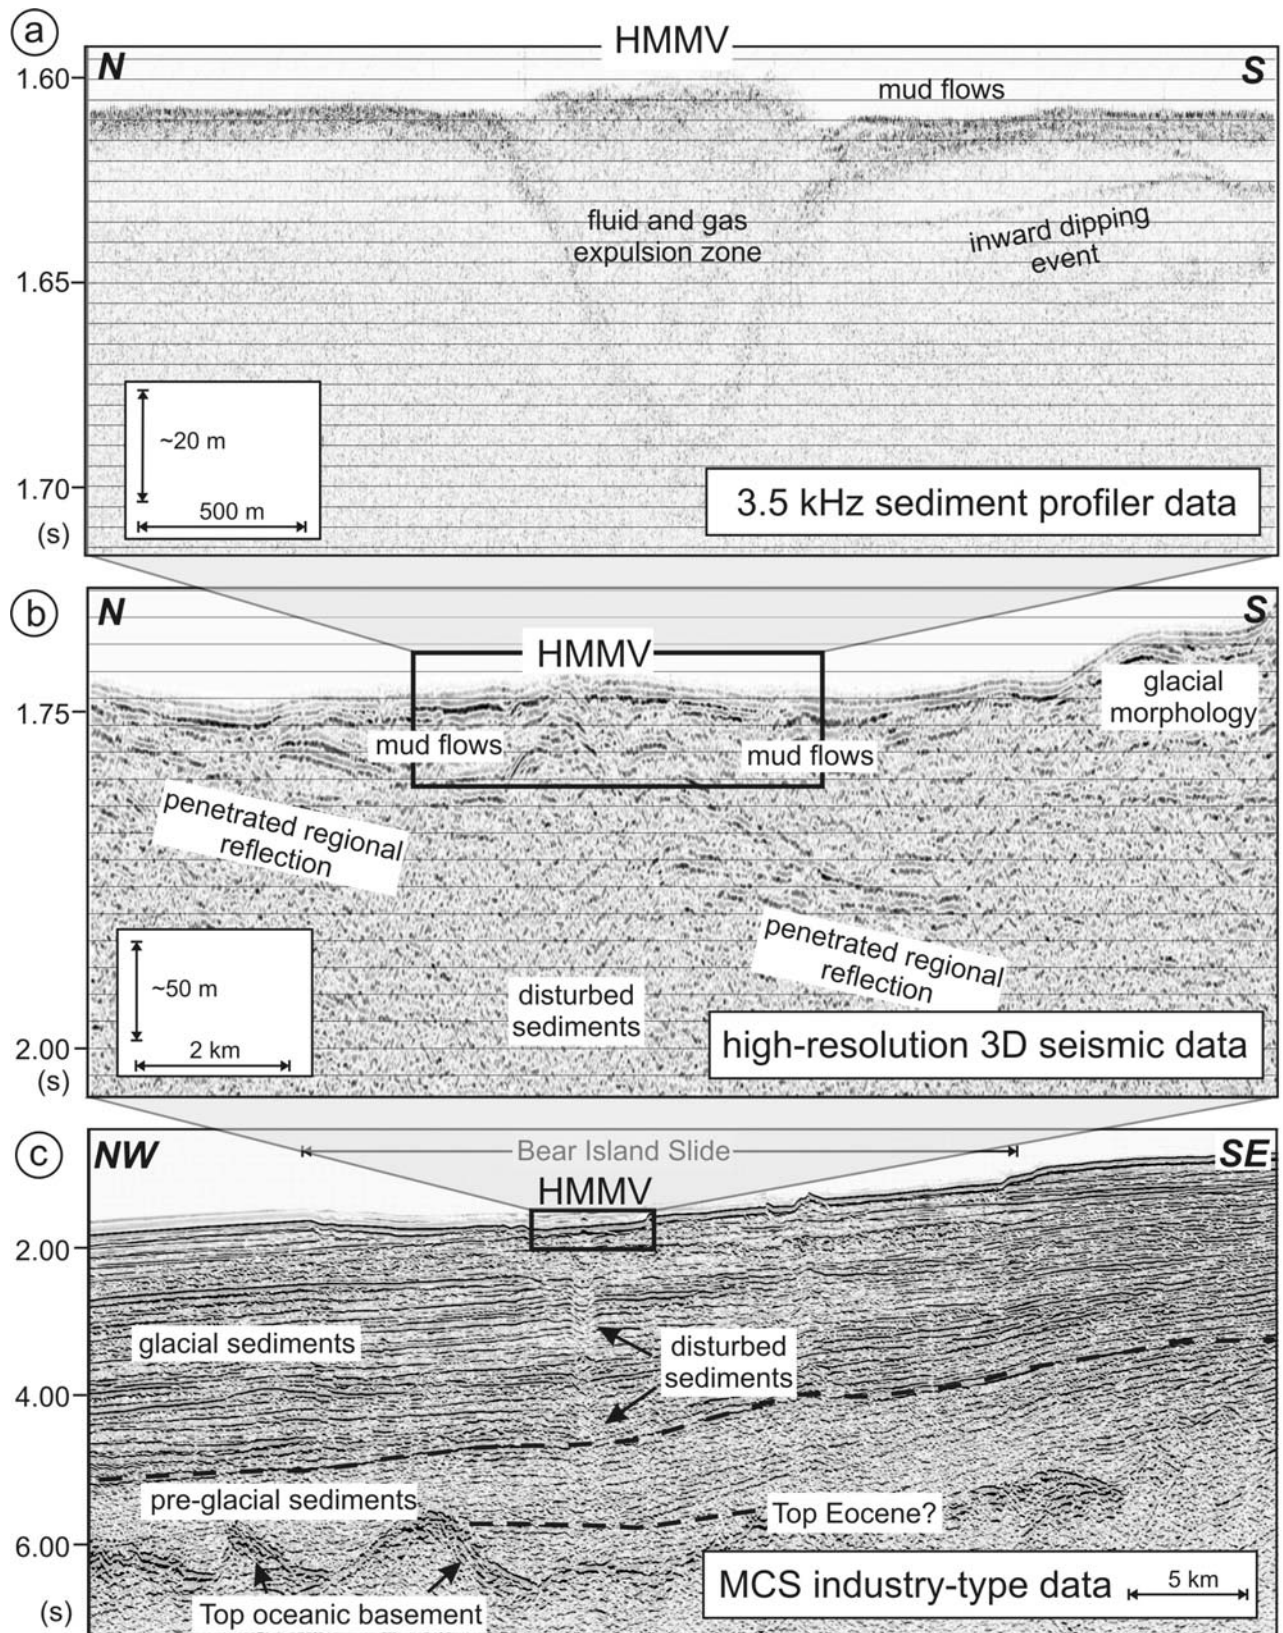 a
HMMV
N
S
1.60
mud flows
fluid and gas
expulsion zone
inward dipping
event
1.65
~20 m
500 m
1.70
(s)
3.5 kHz sediment profiler data
b
N
S
HMMV
glacial
morphology
1.75
mud flows
mud flows
penetrated regional
reflection
penetrated regional
reflection
~50 m
2 km
disturbed
sediments
2.00
(s)
high-resolution 3D seismic data
c
NW
Bear Island Slide
SE
HMMV
2.00
glacial sediments
disturbed
sediments
4.00
pre-glacial sediments
Top Eocene?
6.00
MCS industry-type data
5 km
(s)
Top oceanic basement